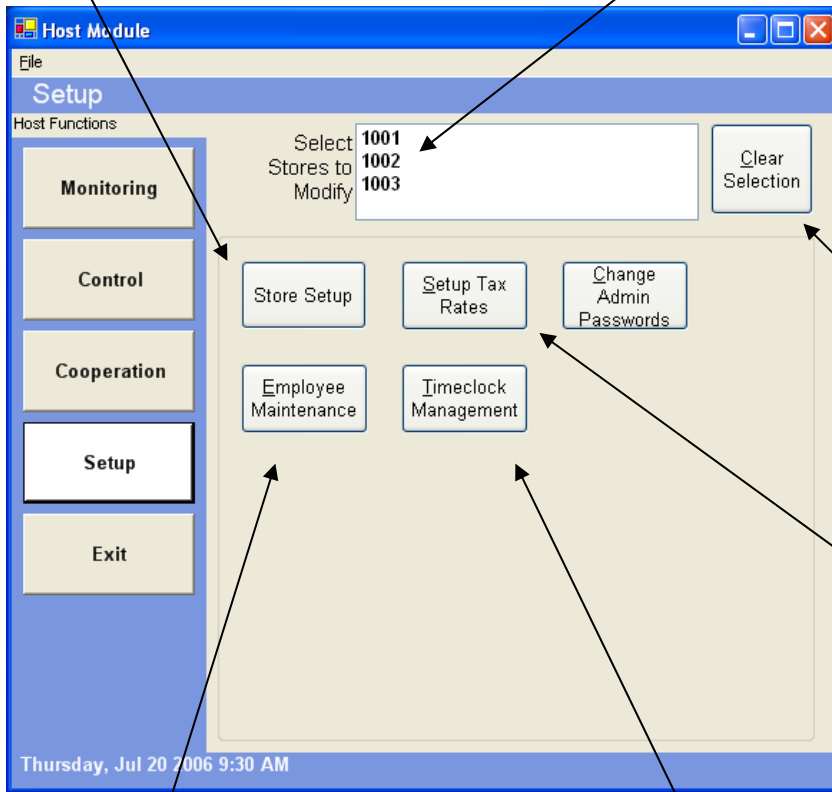 Host Module
File
Setup
Host Functions
Monitoring
Control
Cooperation
Setup
Exit
Select
Stores to
Modify
1001
1002
1003
Clear
Selection
Store Setup
Setup Tax
Rates
Change
Admin
Passwords
Employee
Maintenance
Timeclock
Management
Thursday, Jul 20 2006 9:30 AM